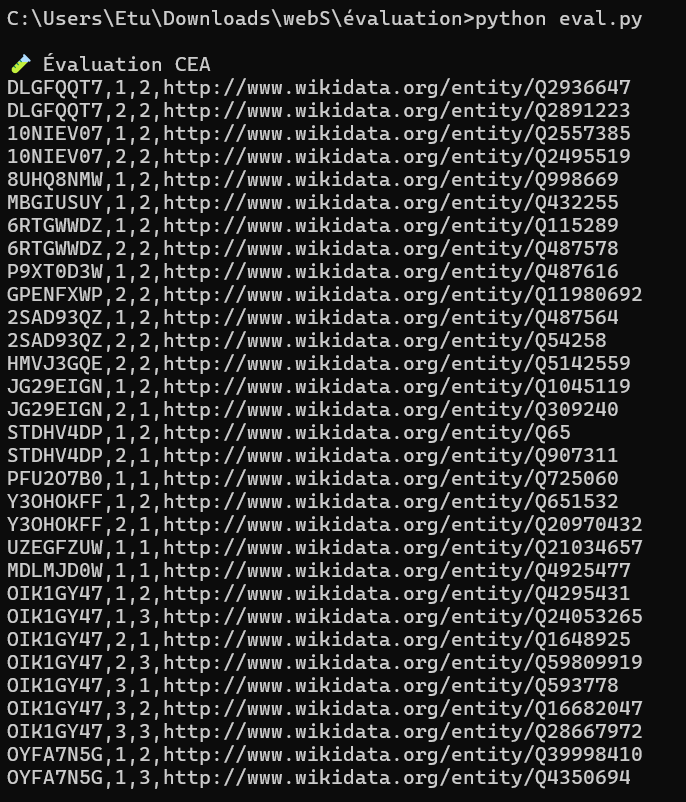 C:\Users\Etu\Downloads\webS\évaluation>python eval.py
🧪 Évaluation CEA
DLGFQQT7,1,2,http://www.wikidata.org/entity/Q2936647
DLGFQQT7,2,2,http://www.wikidata.org/entity/Q2891223
10NIEV07,1,2,http://www.wikidata.org/entity/Q2557385
10NIEV07,2,2,http://www.wikidata.org/entity/Q2495519
8UHQ8NMW,1,2,http://www.wikidata.org/entity/Q998669
MBGIUSUY,1,2,http://www.wikidata.org/entity/Q432255
6RTGWWDZ,1,2,http://www.wikidata.org/entity/Q115289
6RTGWWDZ,2,2,http://www.wikidata.org/entity/Q487578
P9XT0D3W,1,2,http://www.wikidata.org/entity/Q487616
GPENFXWP,2,2,http://www.wikidata.org/entity/Q11980692
2SAD93QZ,1,2,http://www.wikidata.org/entity/Q487564
2SAD93QZ,2,2,http://www.wikidata.org/entity/Q54258
HMVJ3GQE,2,2,http://www.wikidata.org/entity/Q5142559
JG29EIGN,1,2,http://www.wikidata.org/entity/Q1045119
JG29EIGN,2,1,http://www.wikidata.org/entity/Q309240
STDHV4DP,1,2,http://www.wikidata.org/entity/Q65
STDHV4DP,2,1,http://www.wikidata.org/entity/Q907311
PFU2O7B0,1,1,http://www.wikidata.org/entity/Q725060
Y3OHOKFF,1,2,http://www.wikidata.org/entity/Q651532
Y3OHOKFF,2,1,http://www.wikidata.org/entity/Q20970432
UZEGFZUW,1,1,http://www.wikidata.org/entity/Q21034657
MDLMJD0W,1,1,http://www.wikidata.org/entity/Q4925477
OIK1GY47,1,2,http://www.wikidata.org/entity/Q4295431
OIK1GY47,1,3,http://www.wikidata.org/entity/Q24053265
OIK1GY47,2,1,http://www.wikidata.org/entity/Q1648925
OIK1GY47,2,3,http://www.wikidata.org/entity/Q59809919
OIK1GY47,3,1,http://www.wikidata.org/entity/Q593778
OIK1GY47,3,2,http://www.wikidata.org/entity/Q16682047
OIK1GY47,3,3,http://www.wikidata.org/entity/Q28667972
OYFA7N5G,1,2,http://www.wikidata.org/entity/Q39998410
OYFA7N5G,1,3,http://www.wikidata.org/entity/Q4350694